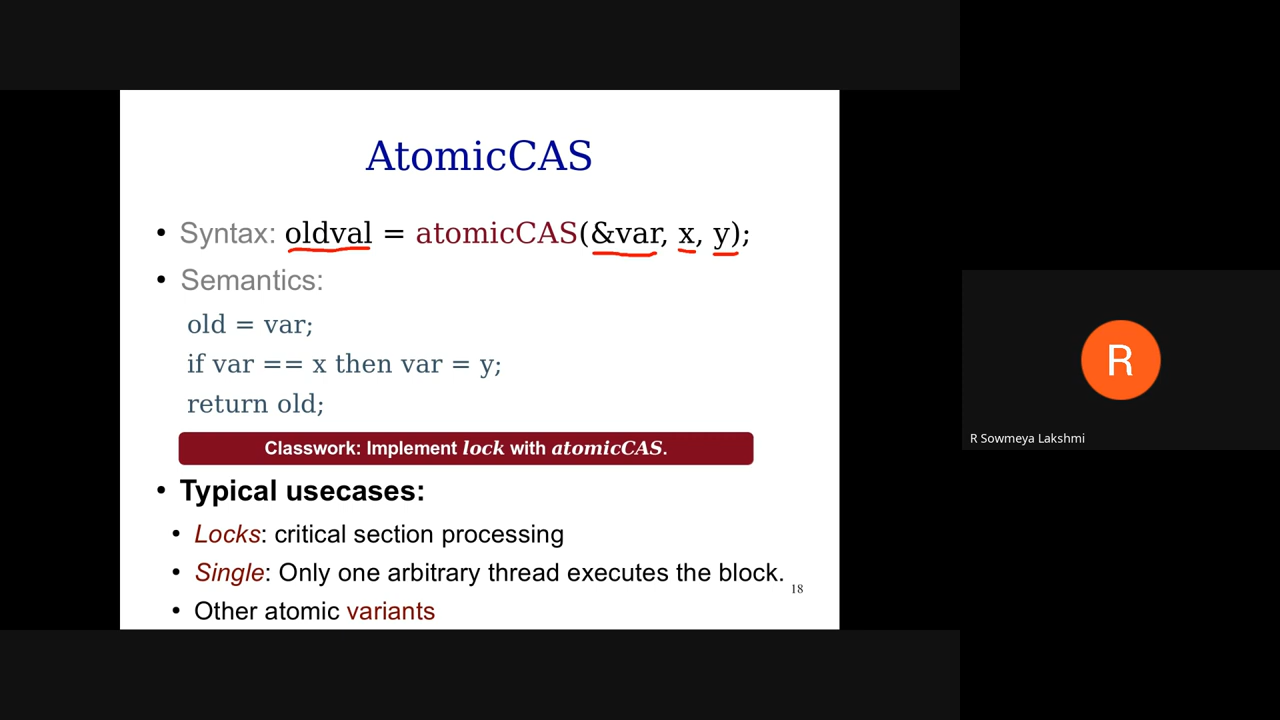 AtomicCAS
• Syntax: oldval = atomicCAS(&var, x, y);
• Semantics:
old = var;
if var == x then var = y;
return old;
Classwork: Implement lock with atomicCAS.
• Typical usecases:
• Locks: critical section processing
• Single: Only one arbitrary thread executes the block.
18
• Other atomic variants
R
R Sowmeya Lakshmi